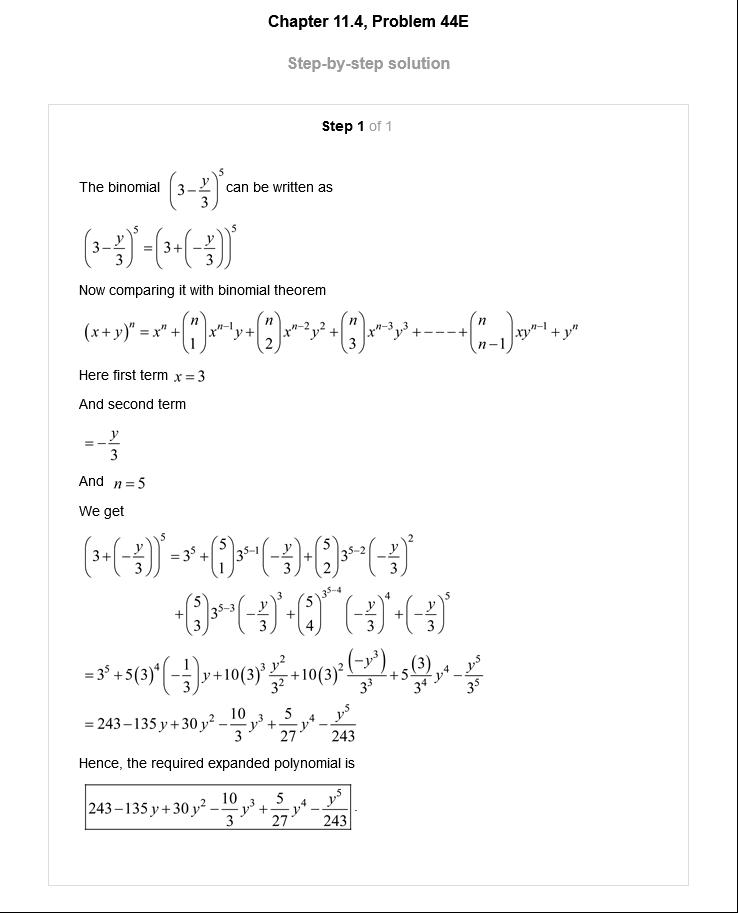 Chapter 11.4, Problem 44E
Step-by-step solution
Step 1 of 1
The binomial $\left(3-\frac{y}{3}\right)^5$ can be written as
$\left(3-\frac{y}{3}\right)^5=\left(3+\left(-\frac{y}{3}\right)\right)^5$
Now comparing it with binomial theorem
$(x+y)^n=x^n+\binom{n}{1}x^{n-1}y+\binom{n}{2}x^{n-2}y^2+\binom{n}{3}x^{n-3}y^3+----+\binom{n}{n-1}xy^{n-1}+y^n$
Here first term $x=3$
And second term
$=-\frac{y}{3}$
And $n=5$
We get
$\left(3+\left(-\frac{y}{3}\right)\right)^5=3^5+\binom{5}{1}3^{5-1}\left(-\frac{y}{3}\right)+\binom{5}{2}3^{5-2}\left(-\frac{y}{3}\right)^2$
$+\binom{5}{3}3^{5-3}\left(-\frac{y}{3}\right)^3+\binom{5}{4}^{3^{5-4}}\left(-\frac{y}{3}\right)^4+\left(-\frac{y}{3}\right)^5$
$=3^5+5(3)^4\left(-\frac{1}{3}\right)y+10(3)^3\frac{y^2}{3^2}+10(3)^2\frac{(-y^3)}{3^3}+5\frac{(3)}{3^4}y^4-\frac{y^5}{3^5}$
$=243-135y+30y^2-\frac{10}{3}y^3+\frac{5}{27}y^4-\frac{y^5}{243}$
Hence, the required expanded polynomial is
$243-135y+30y^2-\frac{10}{3}y^3+\frac{5}{27}y^4-\frac{y^5}{243}$.